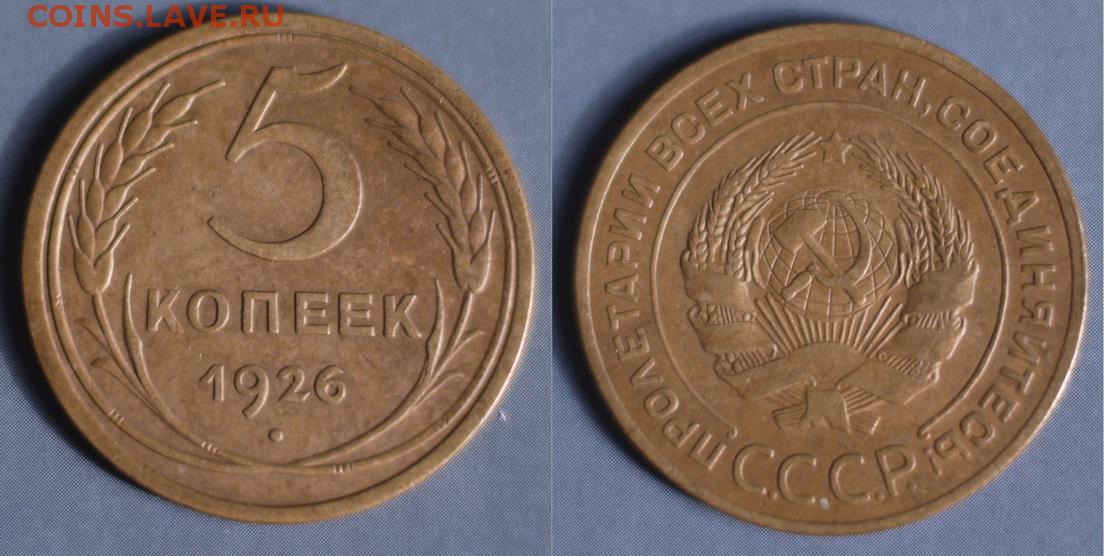 COINS.LAVE.RU
5
КОПЕЕК
1926
ПРОЛЕТАРИИ ВСЕХ СТРАН, СОЕДИНЯЙТЕСЬ!
С.С.С.Р.